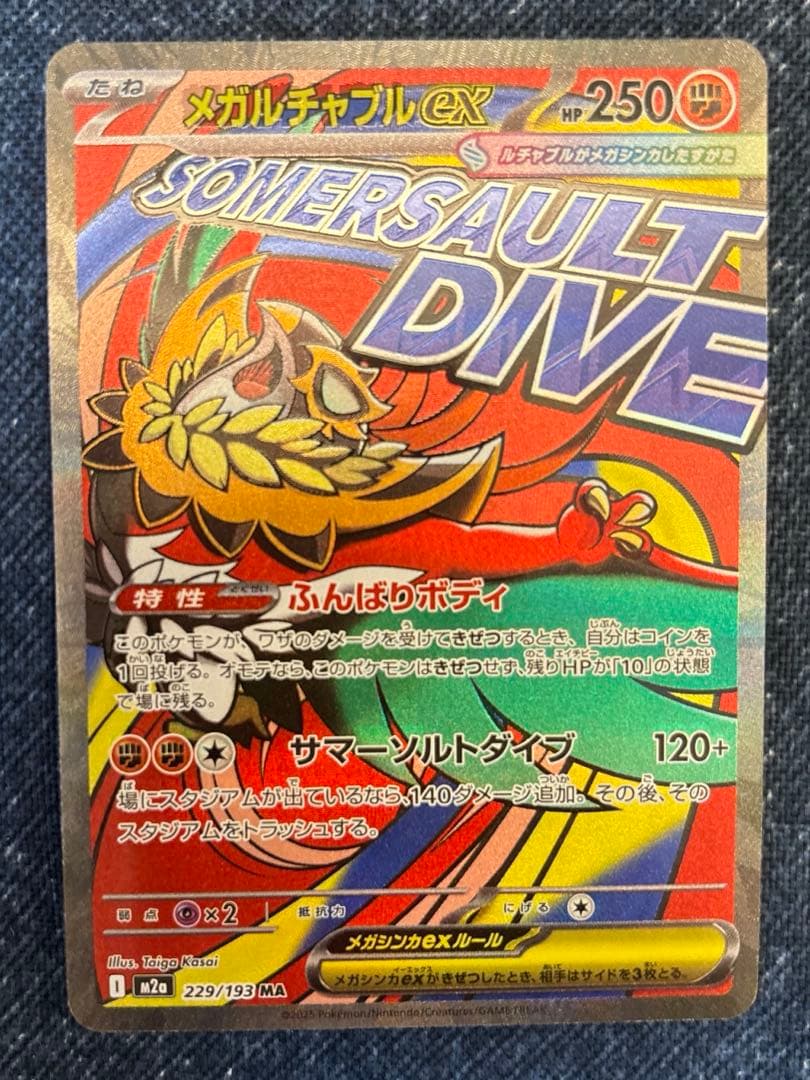 たね メガルチャブルex HP250
ルチャブルがメガシンカしたすがた
SOMERSAULT
DIVE
特性 とくせい ふんばりボディ
このポケモンが、ワザのダメージを受けてきぜつするとき、自分はコインを
1回投げる。オモテなら、このポケモンはきぜつせず、残りHPが「10」の状態
で場に残る。
サマーソルトダイブ 120+
場にスタジアムが出ているなら、140ダメージ追加。その後、その
スタジアムをトラッシュする。
弱点 ×2 抵抗力 にげる
メガシンカexルール
メガシンカexがきぜつしたとき、相手はサイドを3枚とる。
Illus. Taiga Kasai
I m2a 229/193 MA
©2025 Pokémon/Nintendo/Creatures/GAME FREAK